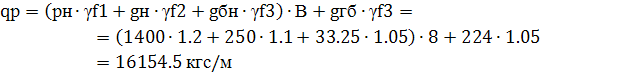 qp = (pн · γf1 + gн · γf2 + gбн · γf3) · B + gгб · γf3 =
= (1400 · 1.2 + 250 · 1.1 + 33.25 · 1.05) · 8 + 224 · 1.05
= 16154.5 кгс/м